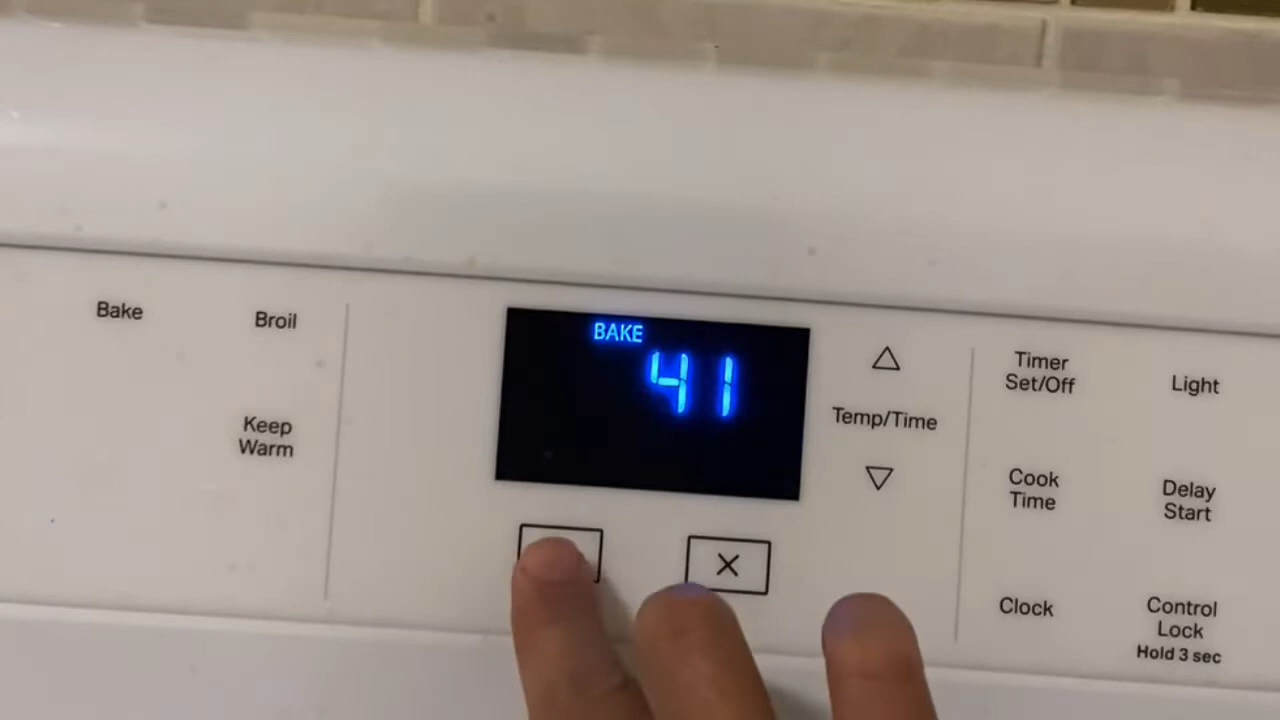 Bake
Broil
Keep
Warm
BAKE
41
Temp/Time
X
Timer
Set/Off
Light
Cook
Time
Delay
Start
Clock
Control
Lock
Hold 3 sec